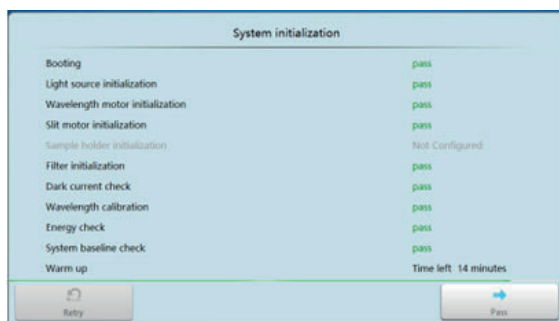 System initialization
Booting pass
Light source initialization pass
Wavelength motor initialization pass
Slit motor initialization pass
Sample holder initialization Not Configured
Filter initialization pass
Dark current check pass
Wavelength calibration pass
Energy check pass
System baseline check pass
Warm up Time left 14 minutes
Retry Pass